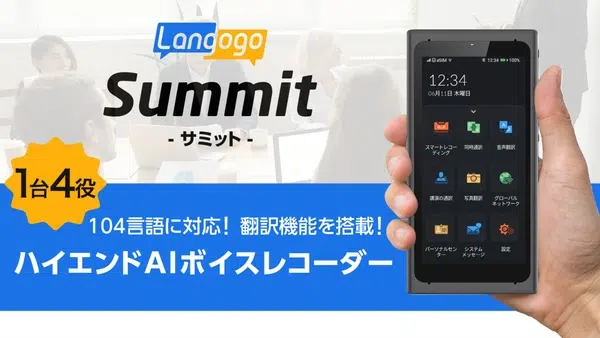 Langogo
Summit
- サミット -
1台4役
104言語に対応! 翻訳機能を搭載!
ハイエンドAIボイスレコーダー
eSIM 12:34 100%
12:34
06月11日 木曜日
スマートレコーディング
同時通訳
音声翻訳
講演の通訳
写真翻訳
グローバルネットワーク
パーソナルセンター
システムメッセージ
設定